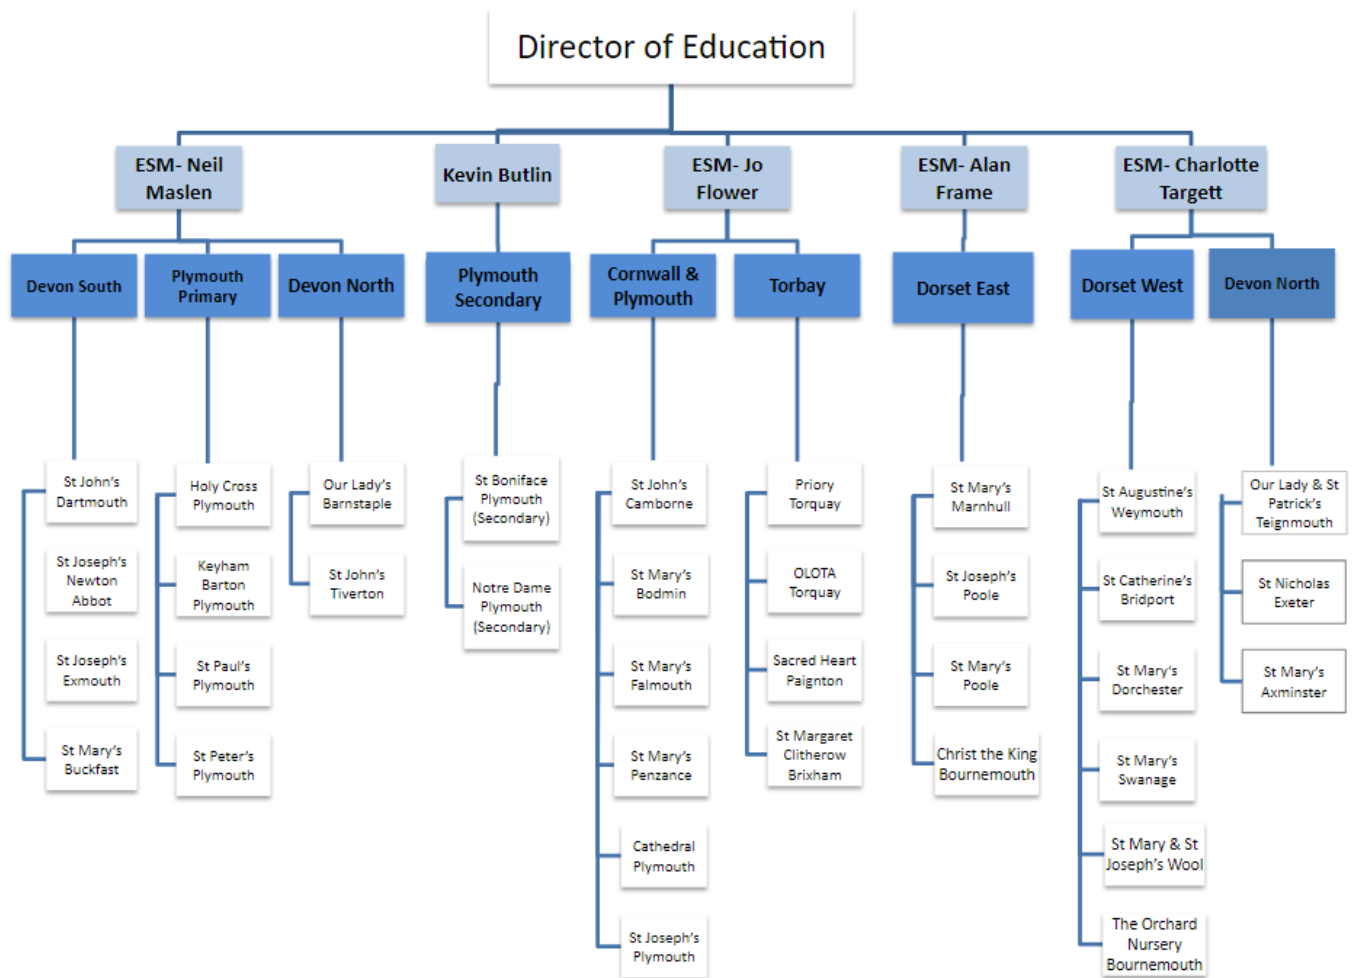 Director of Education
ESM- Neil
Maslen
Kevin Butlin
ESM- Jo
Flower
ESM- Alan
Frame
ESM- Charlotte
Targett
Devon South
Plymouth
Primary
Devon North
Plymouth
Secondary
Cornwall &
Plymouth
Torbay
Dorset East
Dorset West
Devon North
St John's
Dartmouth
St Joseph's
Newton
Abbot
St Joseph's
Exmouth
St Mary's
Buckfast
Holy Cross
Plymouth
Keyham
Barton
Plymouth
St Paul's
Plymouth
St Peter's
Plymouth
Our Lady's
Barnstaple
St John's
Tiverton
St Boniface
Plymouth
(Secondary)
Notre Dame
Plymouth
(Secondary)
St John's
Camborne
St Mary's
Bodmin
St Mary's
Falmouth
St Mary's
Penzance
Cathedral
Plymouth
St Joseph's
Plymouth
Priory
Torquay
OLOTA
Torquay
Sacred Heart
Paignton
St Margaret
Clitherow
Brixham
St Mary's
Marnhull
St Joseph's
Poole
St Mary's
Poole
Christ the King
Bournemouth
St Augustine's
Weymouth
St Catherine's
Bridport
St Mary's
Dorchester
St Mary's
Swanage
St Mary & St
Joseph's Wool
The Orchard
Nursery
Bournemouth
Our Lady & St
Patrick's
Teignmouth
St Nicholas
Exeter
St Mary's
Axminster